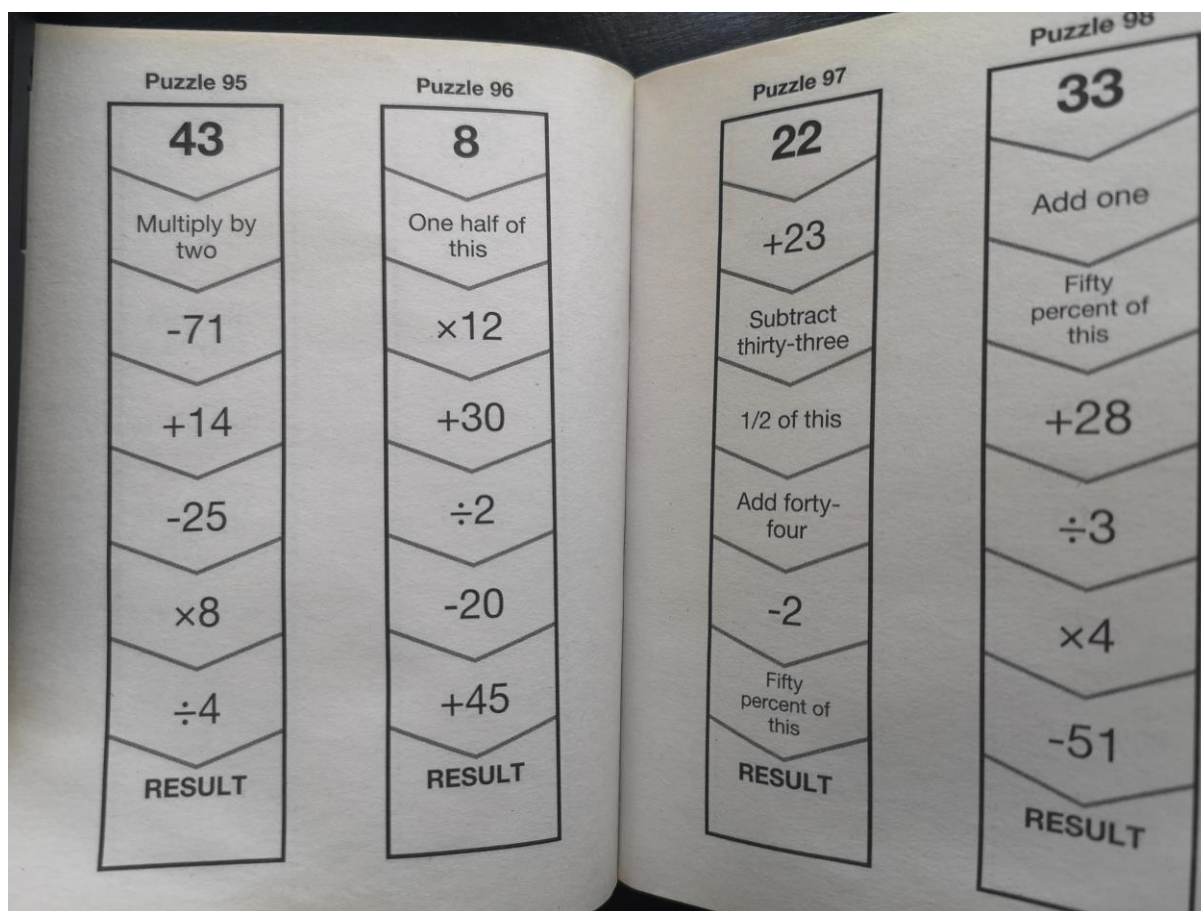 Puzzle 95
43
Multiply by
two
-71
+14
-25
×8
÷4
RESULT
Puzzle 96
8
One half of
this
×12
+30
÷2
-20
+45
RESULT
Puzzle 97
22
+23
Subtract
thirty-three
1/2 of this
Add forty-
four
-2
Fifty
percent of
this
RESULT
Puzzle 98
33
Add one
Fifty
percent of
this
+28
÷3
×4
-51
RESULT